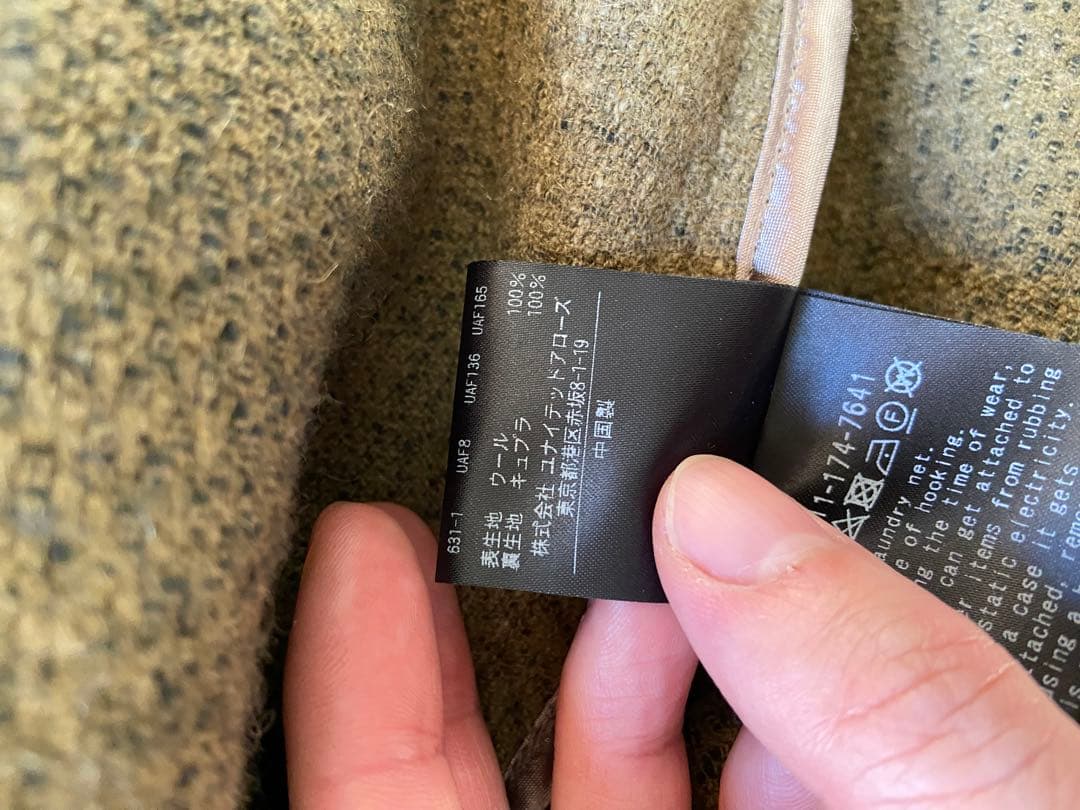 631-1 UAF8 UAF136 UAF165
表生地 ウール 100%
裏生地 キュプラ 100%
株式会社 ユナイテッドアローズ
東京都港区赤坂8-1-19
中国製
1-174-7641
aundry net.
e of hooking.
ng the time.
can get attached to
items from rubbing
static electricity.
a case it gets